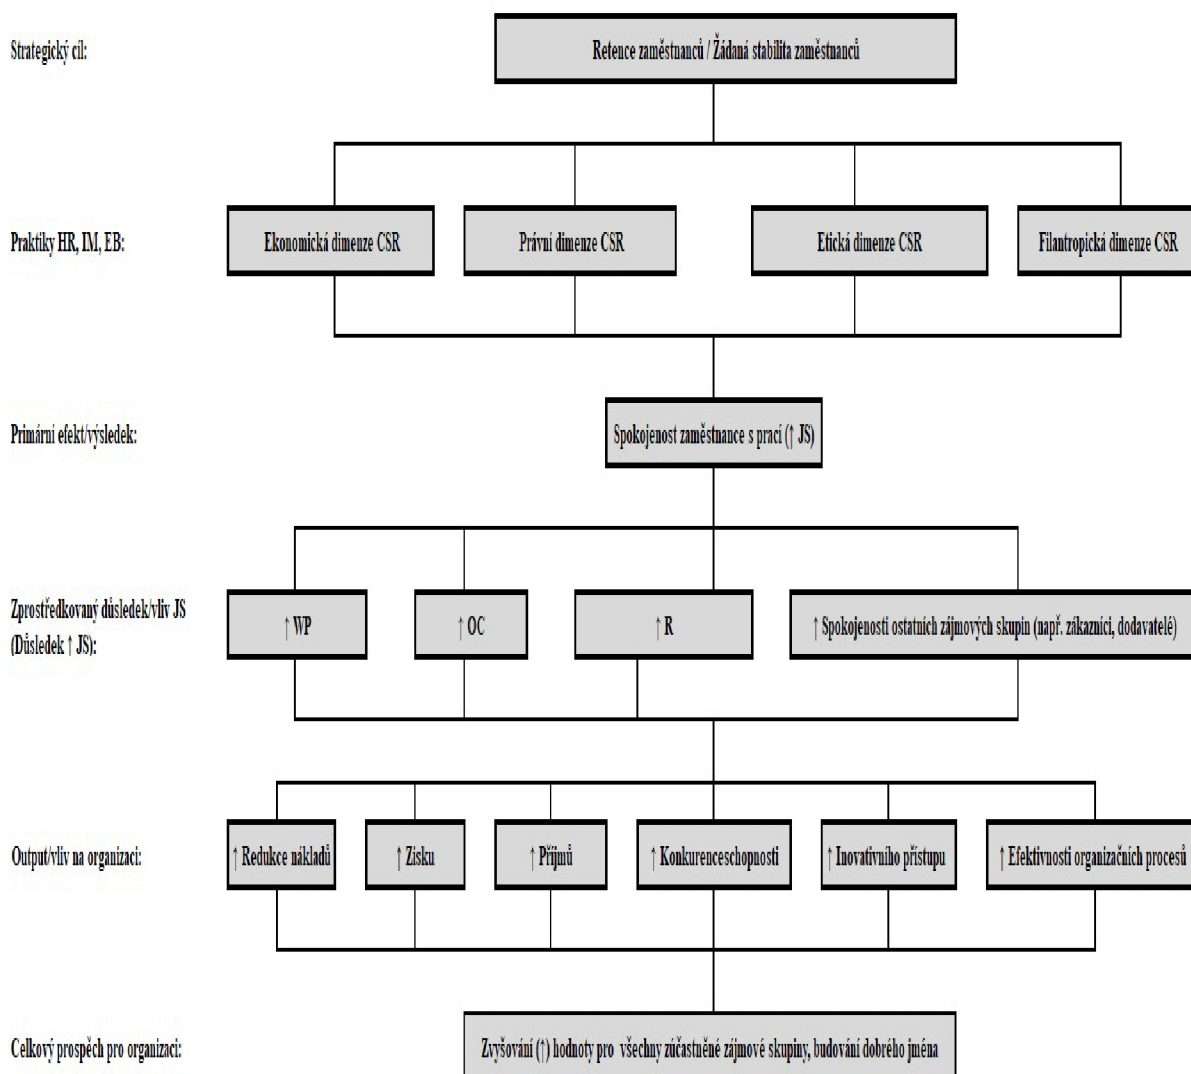 Strategický cíl:
Retence zaměstnanců / Žádaná stabilita zaměstnanců
Praktiky HR, IM, EB:
Ekonomická dimenze CSR
Právní dimenze CSR
Etická dimenze CSR
Filantropická dimenze CSR
Primární efekt/výsledek:
Spokojenost zaměstnance s prací (↑ JS)
Zprostředkovaný důsledek/vliv JS
(Důsledek ↑ JS):
↑ WP
↑ OC
↑ R
↑ Spokojenosti ostatních zájmových skupin (např. zákazníci, dodavatelé)
Output/vliv na organizaci:
↑ Redukce nákladů
↑ Zisku
↑ Příjmů
↑ Konkurenceschopnosti
↑ Inovativního přístupu
↑ Efektivnosti organizačních procesů
Celkový prospěch pro organizaci:
Zvyšování (↑) hodnoty pro všechny zúčastněné zájmové skupiny, budování dobrého jména